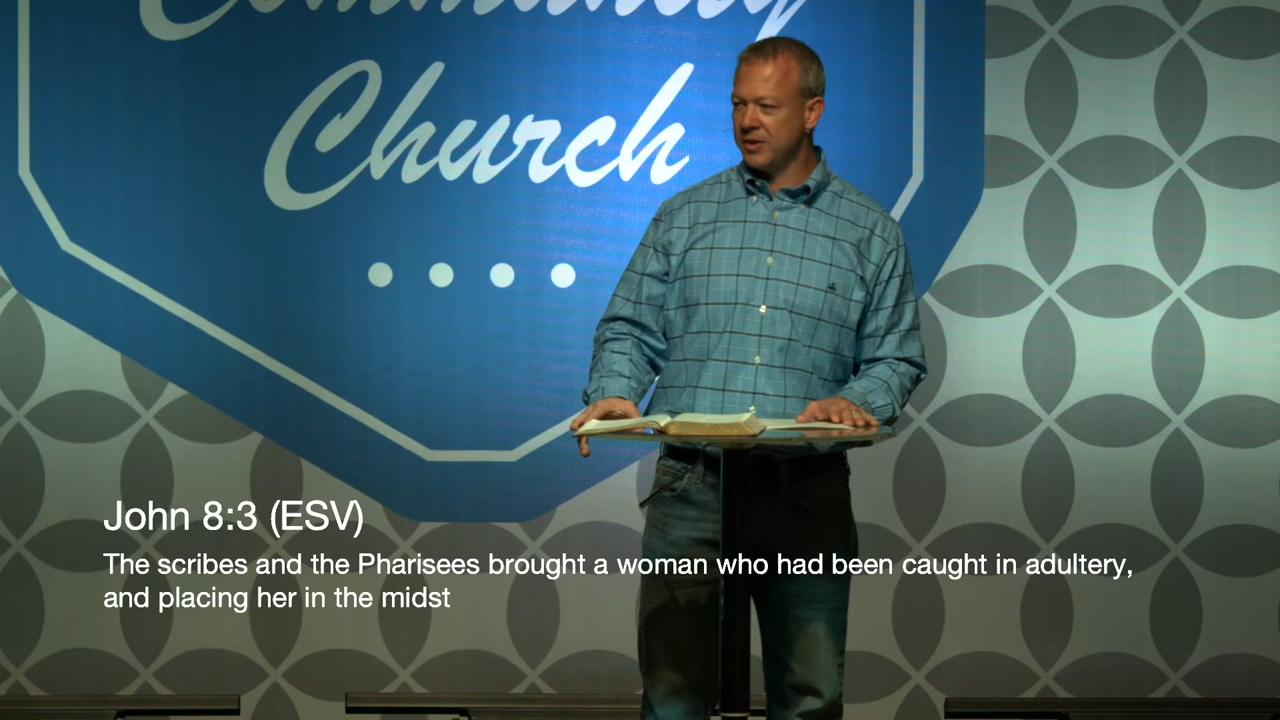 Community
Church
John 8:3 (ESV)
The scribes and the Pharisees brought a woman who had been caught in adultery,
and placing her in the midst